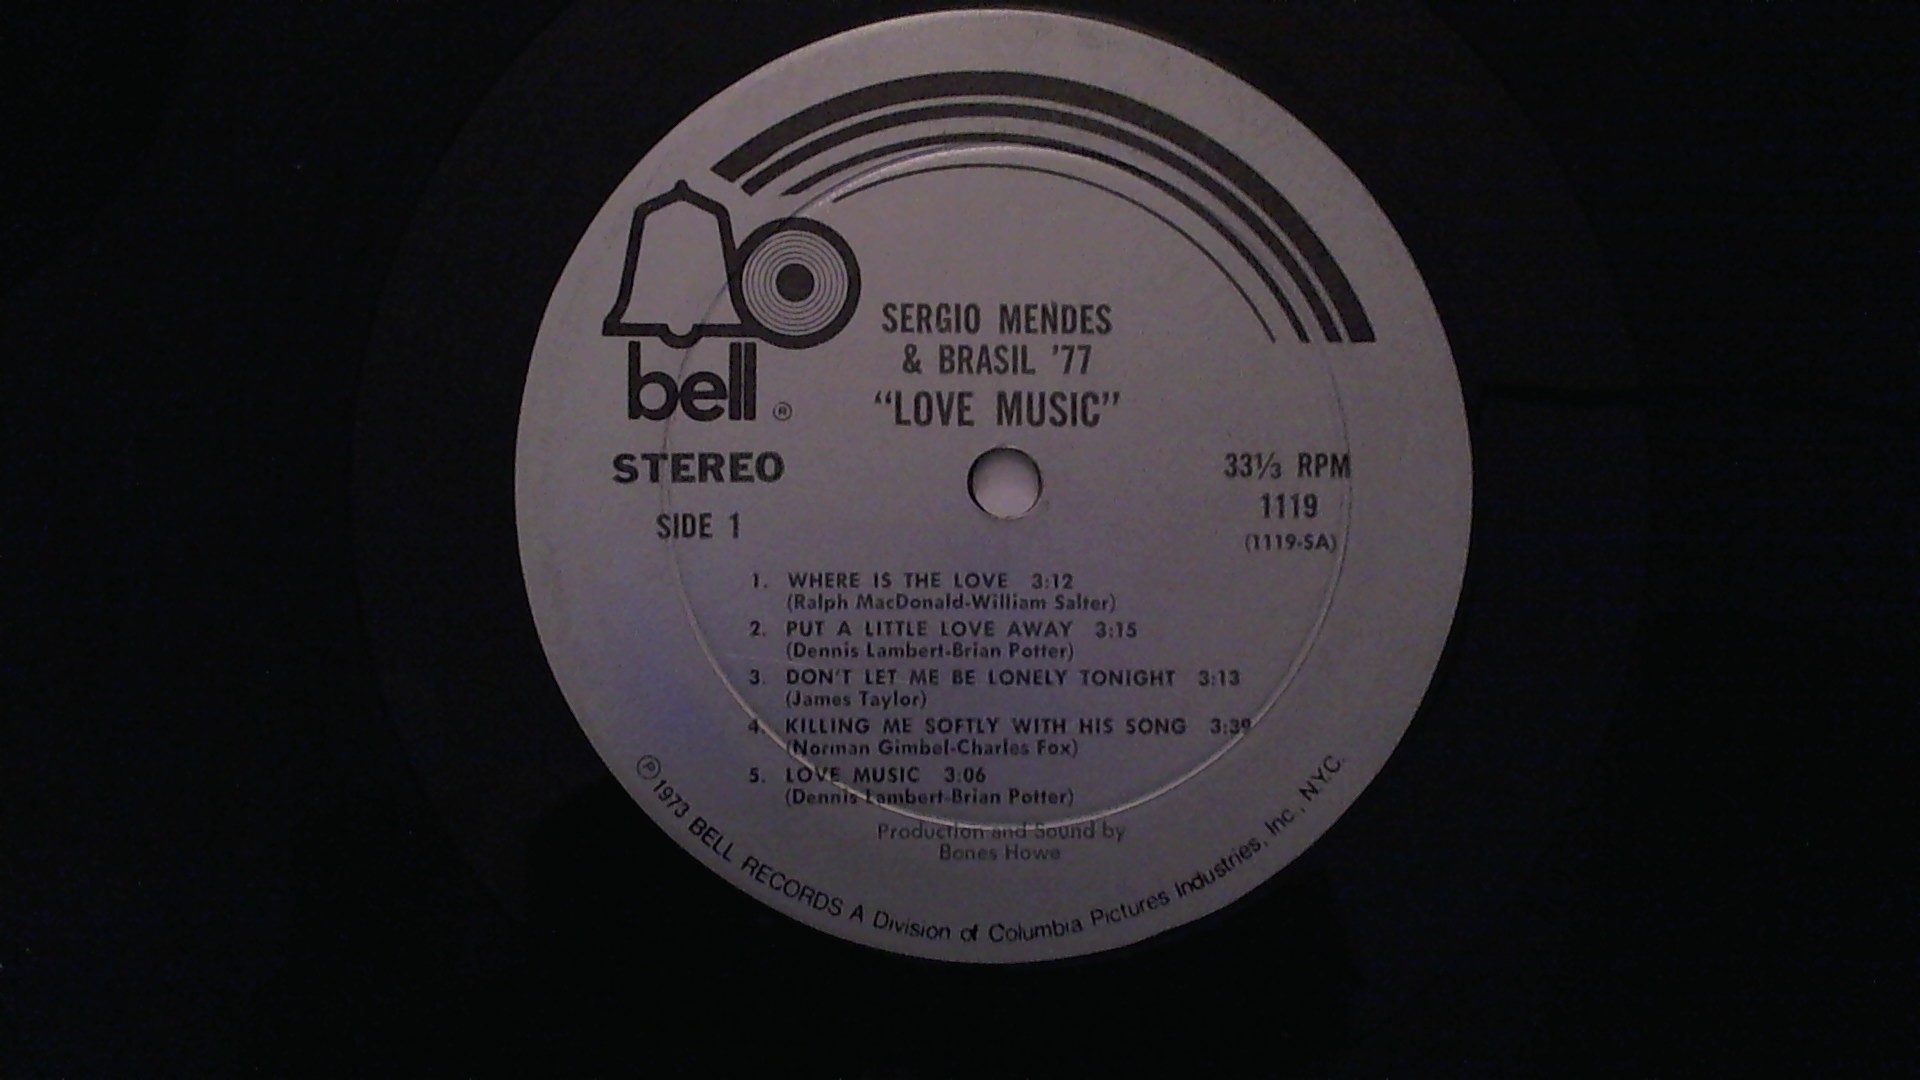 bell ®
SERGIO MENDES
& BRASIL '77
"LOVE MUSIC"
STEREO
SIDE 1
33⅓ RPM
1119
(1119-SA)
1. WHERE IS THE LOVE 3:12
(Ralph MacDonald-William Salter)
2. PUT A LITTLE LOVE AWAY 3:15
(Dennis Lambert-Brian Potter)
3. DON'T LET ME BE LONELY TONIGHT 3:13
(James Taylor)
4. KILLING ME SOFTLY WITH HIS SONG 3:39
(Norman Gimbel-Charles Fox)
5. LOVE MUSIC 3:06
(Dennis Lambert-Brian Potter)
Production and Sound by
Bones Howe
℗ 1973 BELL RECORDS A Division of Columbia Pictures Industries, Inc., N.Y.C.